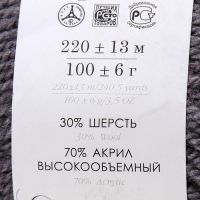 220 ± 13 м
100 ± 6 г
220±13m/240,5 yards
100 ± 6 g/3,5 OZ
30% ШЕРСТЬ
30% Wool
70% АКРИЛ
ВЫСОКООБЪЕМНЫЙ
70% Acrylic